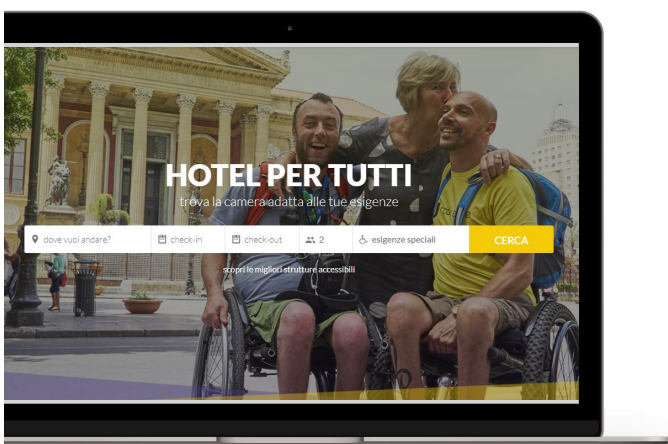 HOTEL PER TUTTI
trova la camera adatta alle tue esigenze
dove vuoi andare?
check-in
check-out
2
esigenze speciali
CERCA
scopri le migliori strutture accessibili